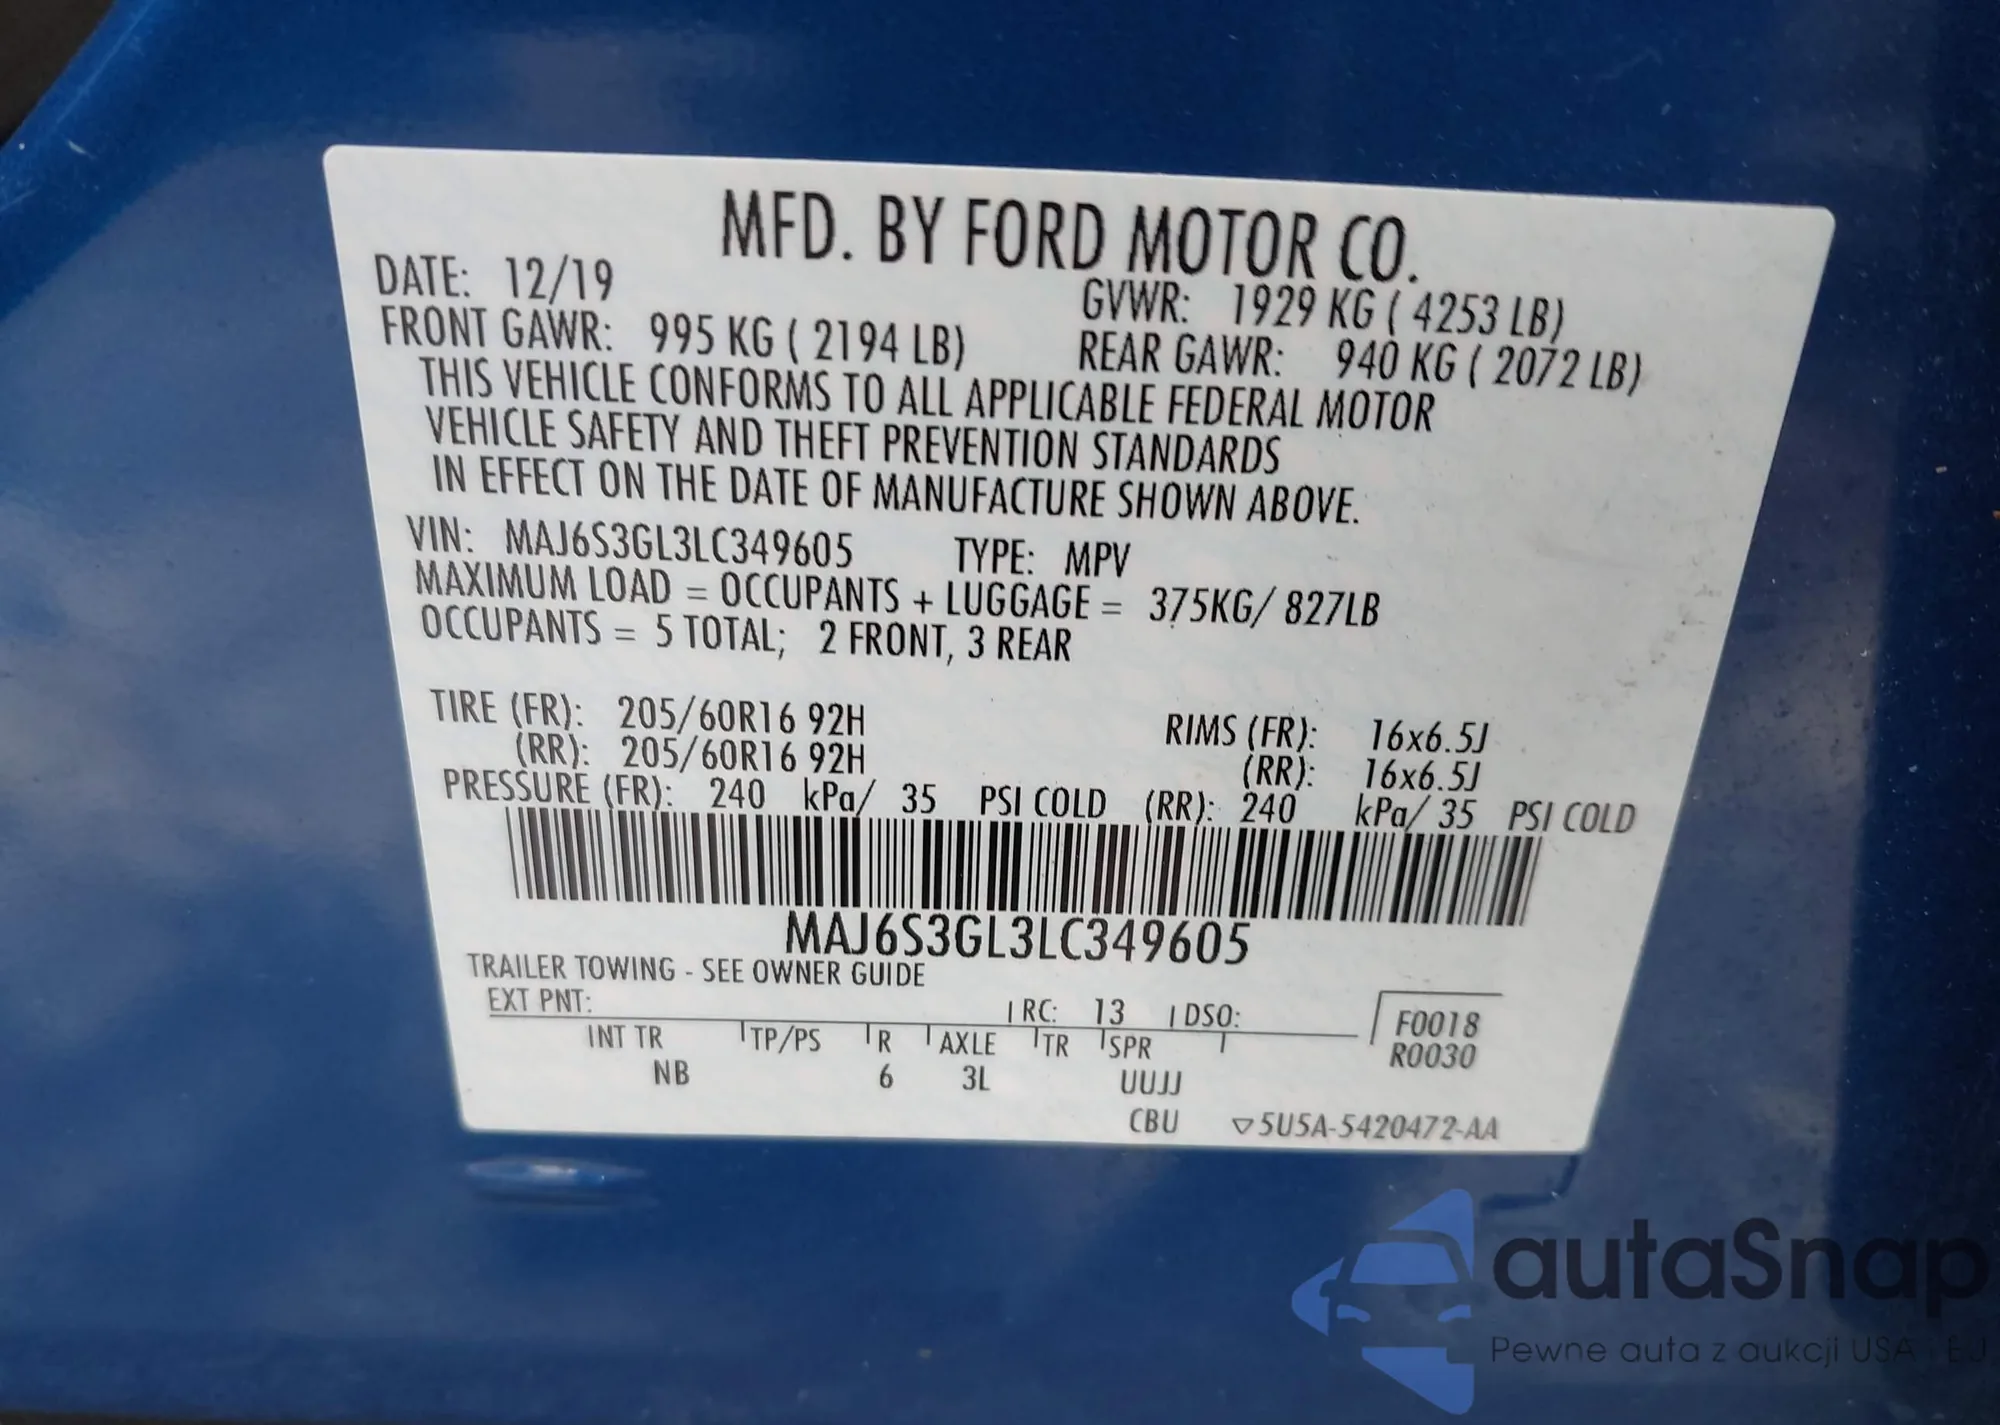 MFD. BY FORD MOTOR CO.
DATE: 12/19 GVWR: 1929 KG ( 4253 LB)
FRONT GAWR: 995 KG ( 2194 LB) REAR GAWR: 940 KG ( 2072 LB)
THIS VEHICLE CONFORMS TO ALL APPLICABLE FEDERAL MOTOR
VEHICLE SAFETY AND THEFT PREVENTION STANDARDS
IN EFFECT ON THE DATE OF MANUFACTURE SHOWN ABOVE.
VIN: MAJ6S3GL3LC349605 TYPE: MPV
MAXIMUM LOAD = OCCUPANTS + LUGGAGE = 375KG/ 827LB
OCCUPANTS = 5 TOTAL; 2 FRONT, 3 REAR
TIRE (FR): 205/60R16 92H RIMS (FR): 16x6.5J
(RR): 205/60R16 92H (RR): 16x6.5J
PRESSURE (FR): 240 kPa/ 35 PSI COLD (RR): 240 kPa/ 35 PSI COLD
MAJ6S3GL3LC349605
TRAILER TOWING - SEE OWNER GUIDE
EXT PNT: RC: 13 DSO: F0018
INT TR TP/PS R AXLE TR SPR R0030
NB 6 3L UUJJ
CBU ▽5U5A-5420472-AA
autaSnap
Pewne auta z aukcji USA i EU